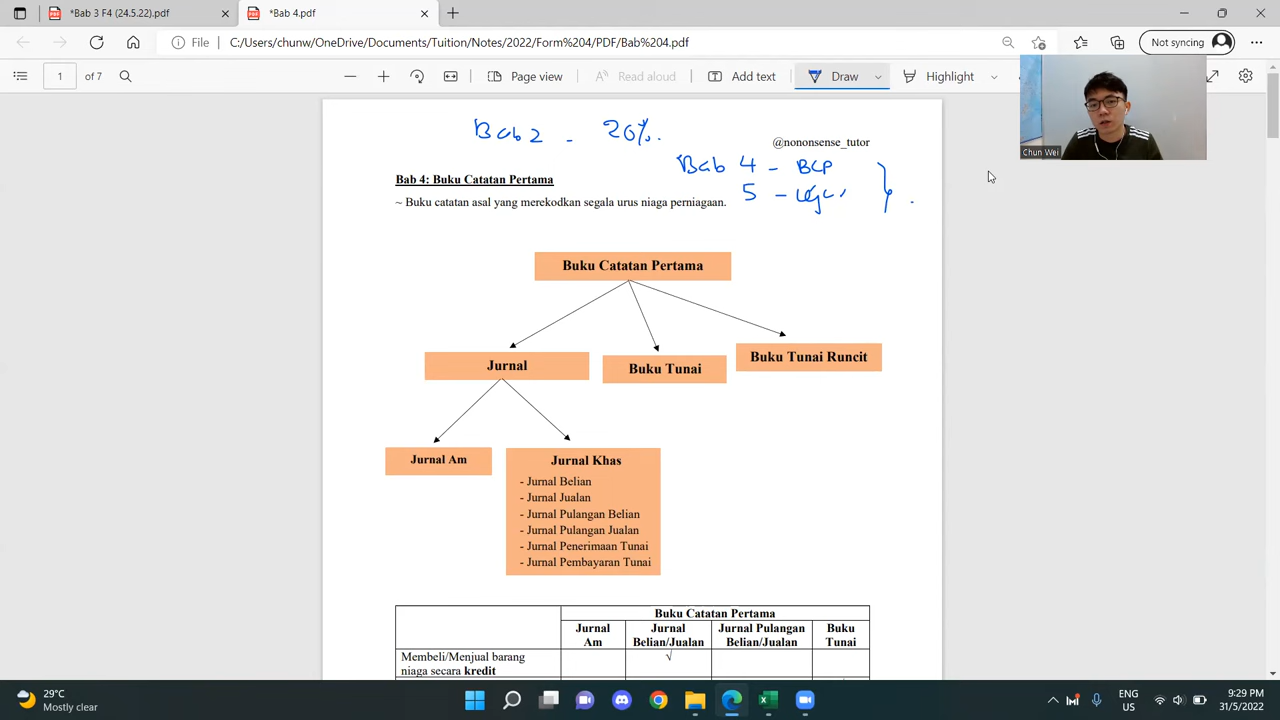 *Bab 3 F4 (24.5.22).pdf
*Bab 4.pdf
File
C:/Users/chunw/OneDrive/Documents/Tuition/Notes/2022/Form%204/PDF/Bab%204.pdf
Not syncing
1 of 7
Page view
Read aloud
Add text
Draw
Highlight
Chun Wei
Bab 2 - 20%.
@nononsense_tutor
Bab 4 - BCP
Bab 4: Buku Catatan Pertama
5 -
~ Buku catatan asal yang merekodkan segala urus niaga perniagaan.
Buku Catatan Pertama
Jurnal
Buku Tunai
Buku Tunai Runcit
Jurnal Am
Jurnal Khas
- Jurnal Belian
- Jurnal Jualan
- Jurnal Pulangan Belian
- Jurnal Pulangan Jualan
- Jurnal Penerimaan Tunai
- Jurnal Pembayaran Tunai
Buku Catatan Pertama
Jurnal Am
Jurnal Belian/Jualan
Jurnal Pulangan Belian/Jualan
Buku Tunai
Membeli/Menjual barang
niaga secara kredit
√
29°C
Mostly clear
ENG
US
9:29 PM
31/5/2022